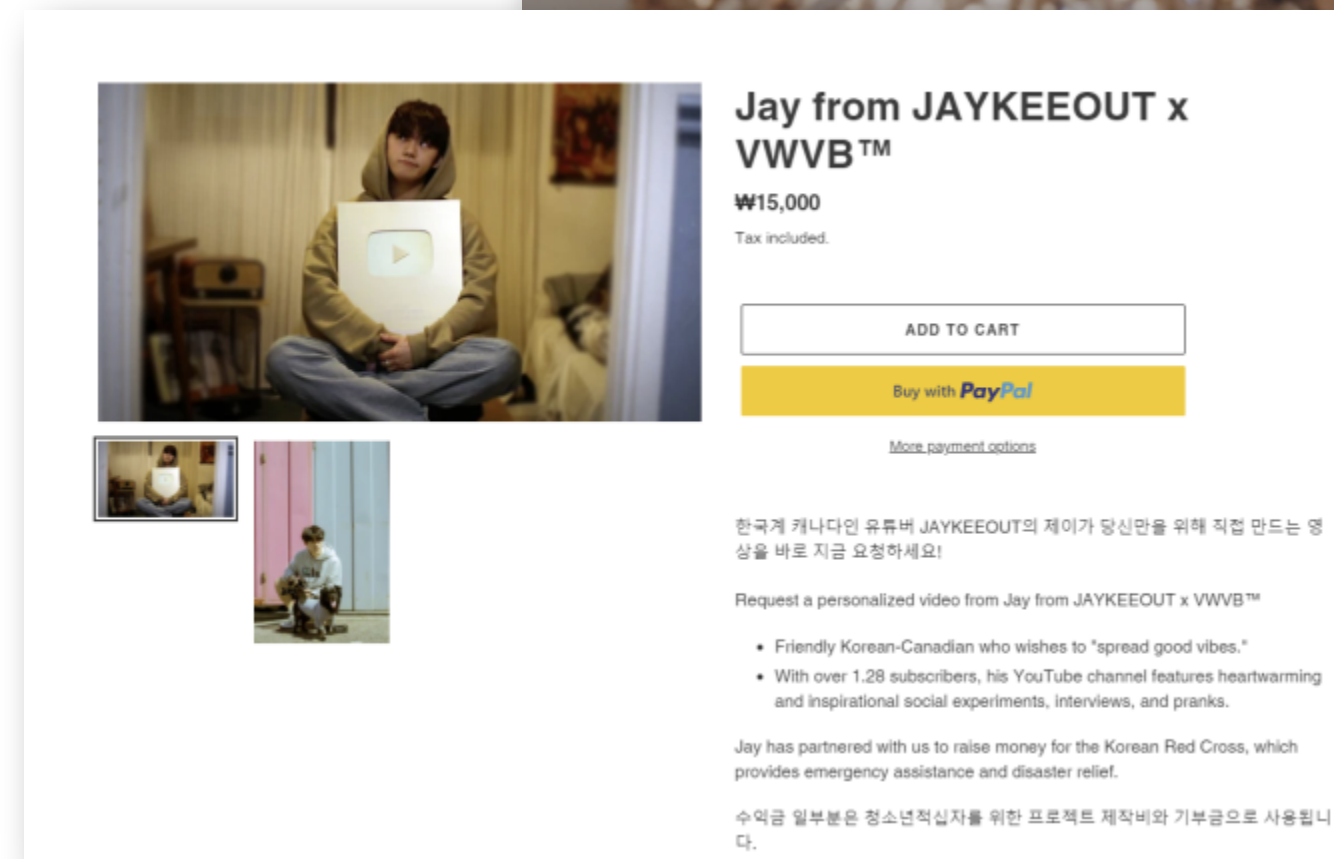 Jay from JAYKEEOUT x
VWVB™
₩15,000
Tax included.
ADD TO CART
Buy with PayPal
More payment options
한국계 캐나다인 유튜버 JAYKEEOUT의 제이가 당신만을 위해 직접 만드는 영
상을 바로 지금 요청하세요!
Request a personalized video from Jay from JAYKEEOUT x VWVB™
• Friendly Korean-Canadian who wishes to "spread good vibes."
• With over 1.28 subscribers, his YouTube channel features heartwarming
and inspirational social experiments, interviews, and pranks.
Jay has partnered with us to raise money for the Korean Red Cross, which
provides emergency assistance and disaster relief.
수익금 일부분은 청소년적십자를 위한 프로젝트 제작비와 기부금으로 사용됩니
다.